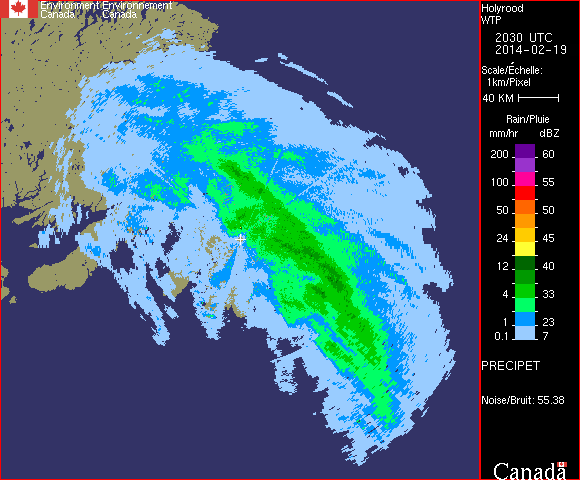 Environment Environnement
Canada Canada
Holyrood
WTP
2030 UTC
2014-02-19
Scale/Échelle:
1km/Pixel
40 KM
Rain/Pluie
mm/hr dBZ
200 60
100 55
50 50
24 45
12 40
4 33
1 23
0.1 7
PRECIPET
Noise/Bruit: 55.38
Canada